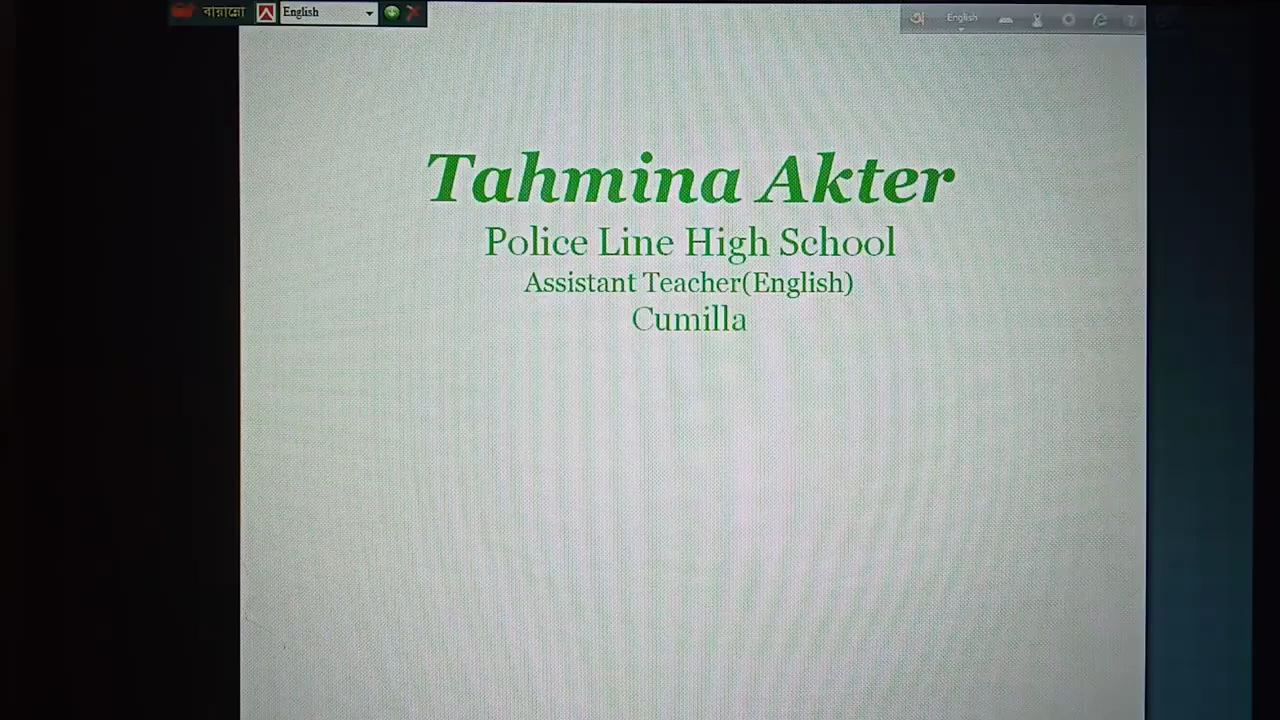 বায়ান্নো English
অ English
Tahmina Akter
Police Line High School
Assistant Teacher(English)
Cumilla